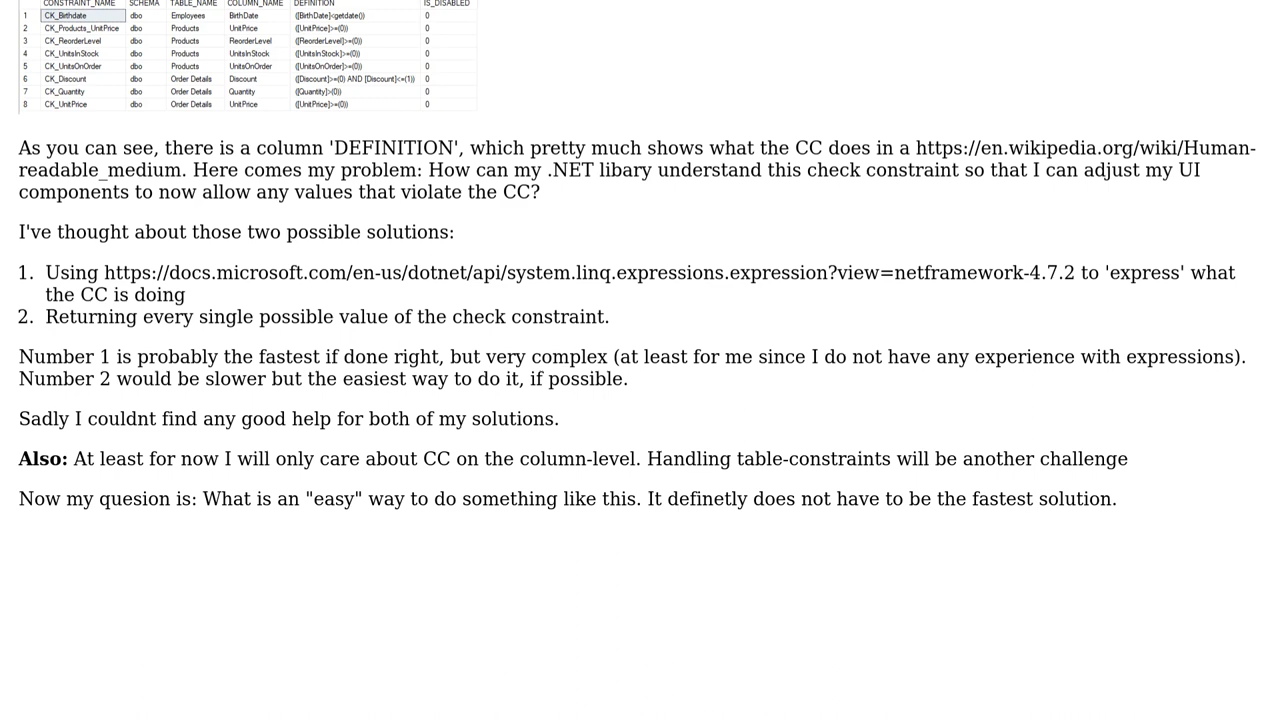 CONSTRAINT_NAME SCHEMA TABLE_NAME COLUMN_NAME DEFINITION IS_DISABLED
1 CK_Birthdate dbo Employees BirthDate ([BirthDate]<getdate()) 0
2 CK_Products_UnitPrice dbo Products UnitPrice ([UnitPrice]>=(0)) 0
3 CK_ReorderLevel dbo Products ReorderLevel ([ReorderLevel]>=(0)) 0
4 CK_UnitsInStock dbo Products UnitsInStock ([UnitsInStock]>=(0)) 0
5 CK_UnitsOnOrder dbo Products UnitsOnOrder ([UnitsOnOrder]>=(0)) 0
6 CK_Discount dbo Order Details Discount ([Discount]>=(0) AND [Discount]<=(1)) 0
7 CK_Quantity dbo Order Details Quantity ([Quantity]>(0)) 0
8 CK_UnitPrice dbo Order Details UnitPrice ([UnitPrice]>=(0)) 0
As you can see, there is a column 'DEFINITION', which pretty much shows what the CC does in a https://en.wikipedia.org/wiki/Human-
readable_medium. Here comes my problem: How can my .NET libary understand this check constraint so that I can adjust my UI
components to now allow any values that violate the CC?
I've thought about those two possible solutions:
1. Using https://docs.microsoft.com/en-us/dotnet/api/system.linq.expressions.expression?view=netframework-4.7.2 to 'express' what
the CC is doing
2. Returning every single possible value of the check constraint.
Number 1 is probably the fastest if done right, but very complex (at least for me since I do not have any experience with expressions).
Number 2 would be slower but the easiest way to do it, if possible.
Sadly I couldnt find any good help for both of my solutions.
Also: At least for now I will only care about CC on the column-level. Handling table-constraints will be another challenge
Now my quesion is: What is an "easy" way to do something like this. It definetly does not have to be the fastest solution.